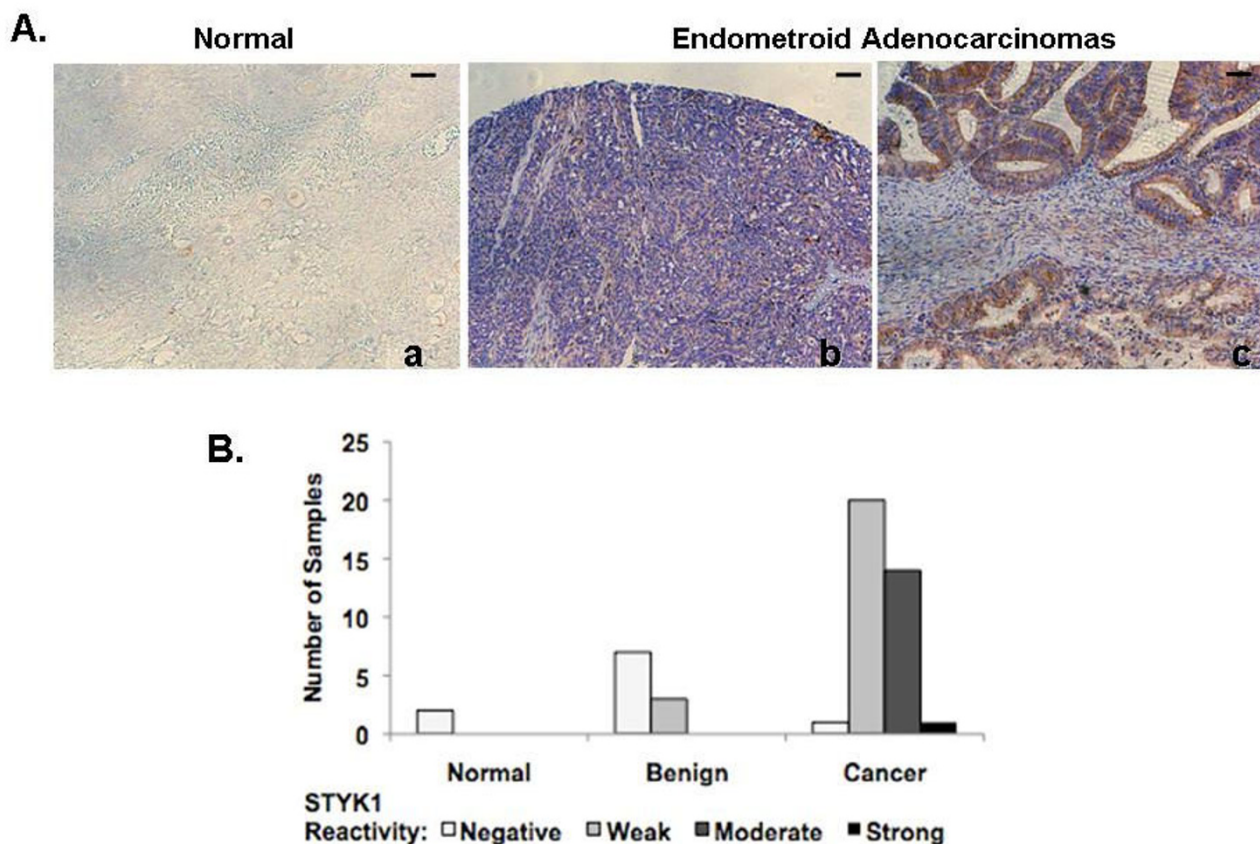 A.
Normal
Endometroid Adenocarcinomas
a
b
c
B.
Number of Samples
25
20
15
10
5
0
Normal Benign Cancer
STYK1
Reactivity: Negative Weak Moderate Strong